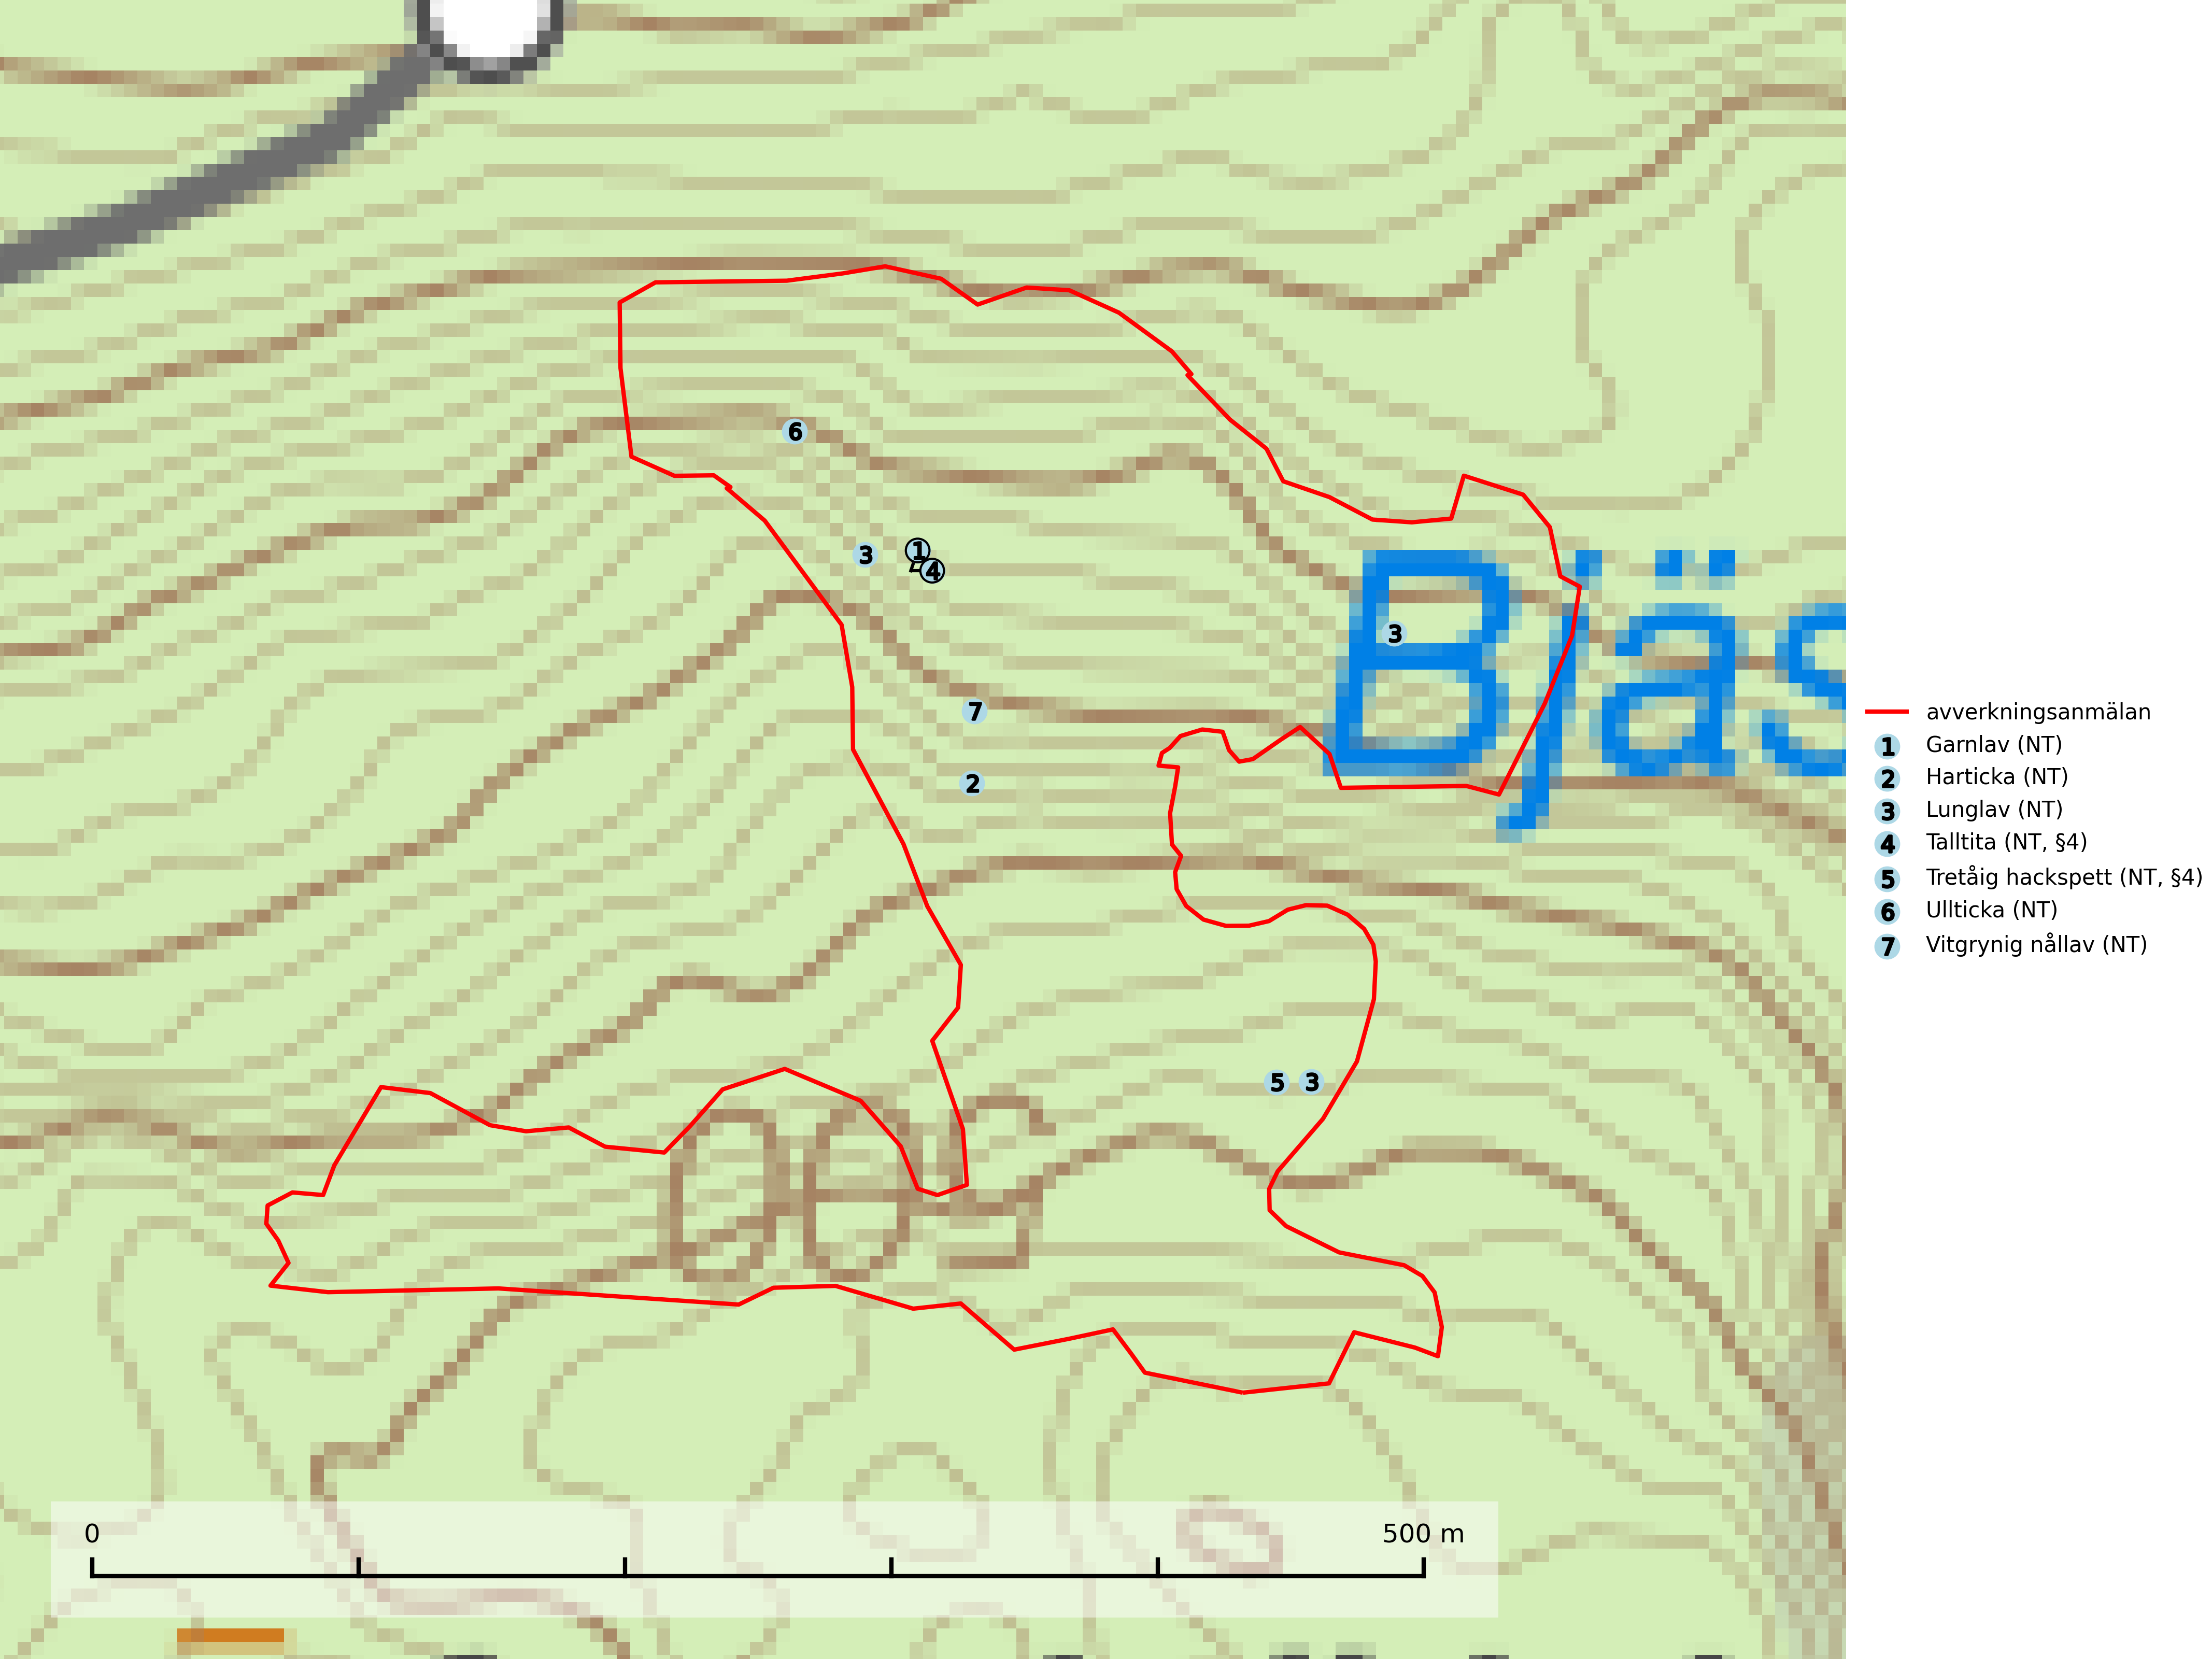 6
3
1
4
3
7
2
5
3
Bjäs
avverkningsanmälan
1 Garnlav (NT)
2 Harticka (NT)
3 Lunglav (NT)
4 Talltita (NT, §4)
5 Tretåig hackspett (NT, §4)
6 Ullticka (NT)
7 Vitgrynig nållav (NT)
0 500 m